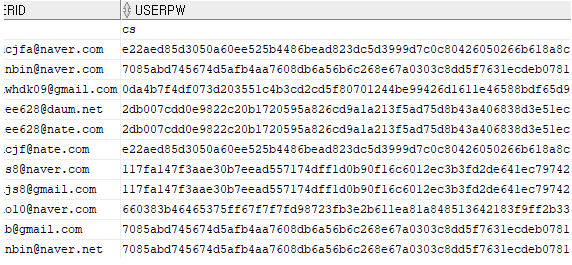 ERID USERPW
cs
cjfa@naver.com e22aed85d3050a60ee525b4486bead823dc5d3999d7c0c80426050266b618a8c
nbin@naver.com 7085abd745674d5afb4aa7608db6a56b6c268e67a0303c8dd5f7631ecdeb0781
whdk09@gmail.com 0da4b7f4df073d203551c4b3cd2cd5f80701244be99426d1611e46588bdf65d9
ee628@daum.net 2db007cdd0e9822c20b1720595a826cd9a1a213f5ad75d8b43a406838d3e51ec
ee628@nate.com 2db007cdd0e9822c20b1720595a826cd9a1a213f5ad75d8b43a406838d3e51ec
cjf@nate.com e22aed85d3050a60ee525b4486bead823dc5d3999d7c0c80426050266b618a8c
s8@naver.com 117fa147f3aae30b7eead557174dff1d0b90f16c6012ec3b3fd2de641ec79742
js8@gmail.com 117fa147f3aae30b7eead557174dff1d0b90f16c6012ec3b3fd2de641ec79742
o10@naver.com 660383b46465375ff67f7f7fd98723fb3e2b611ea81a848513642183f9ff2b33
b@gmail.com 7085abd745674d5afb4aa7608db6a56b6c268e67a0303c8dd5f7631ecdeb0781
nbin@naver.net 7085abd745674d5afb4aa7608db6a56b6c268e67a0303c8dd5f7631ecdeb0781